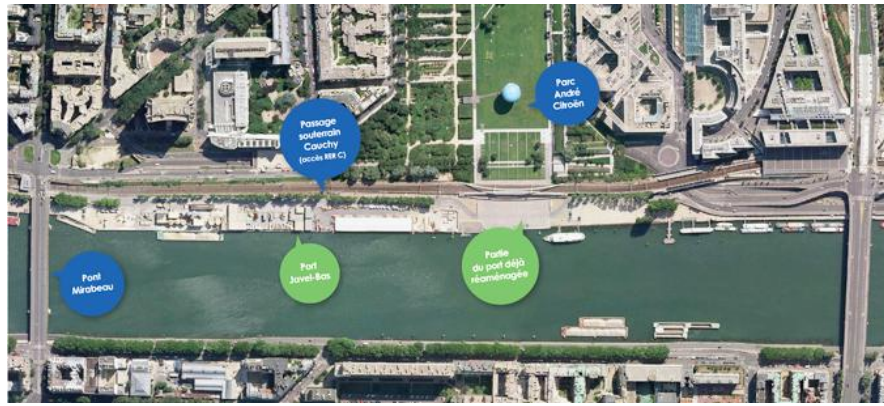 Parc
André
Citroën
Passage
souterrain
Cauchy
(accès RER C)
Pont
Mirabeau
Port
Javel-Bas
Partie
du port déjà
réaménagée